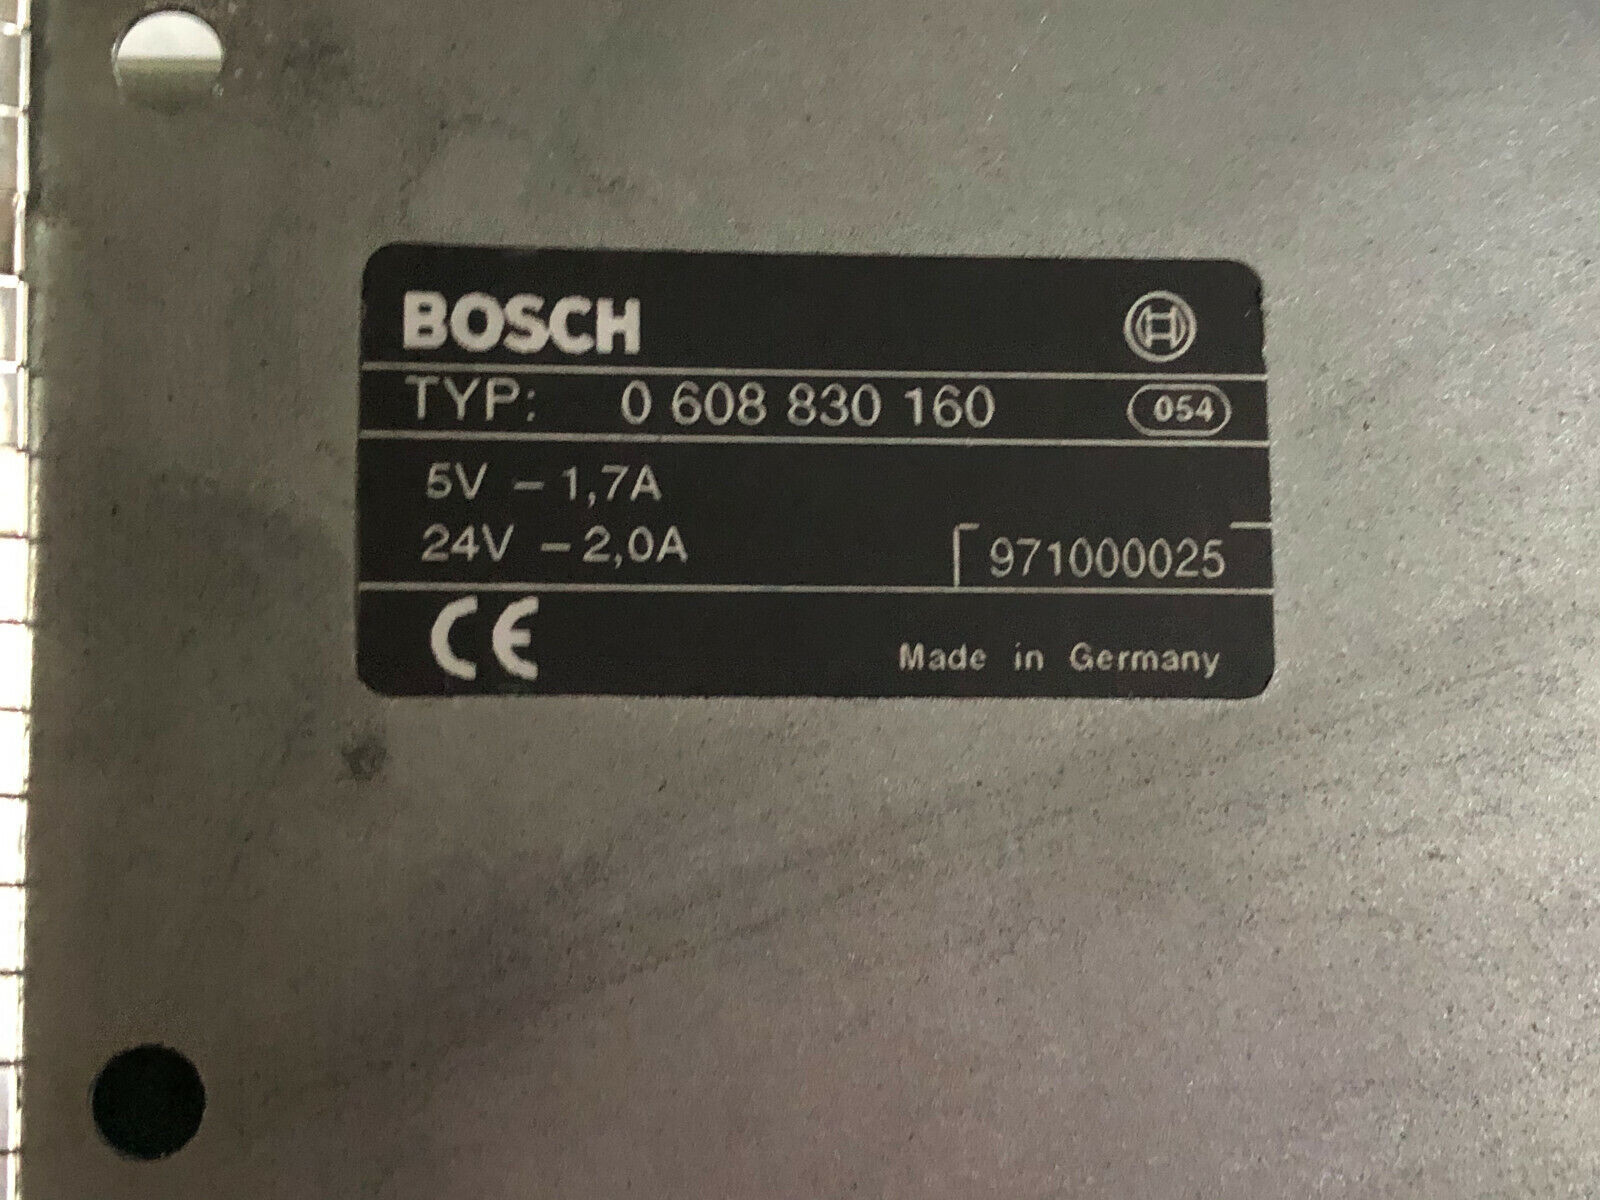 BOSCH
TYP: 0 608 830 160 054
5V – 1,7A
24V – 2,0A 971000025
CE Made in Germany